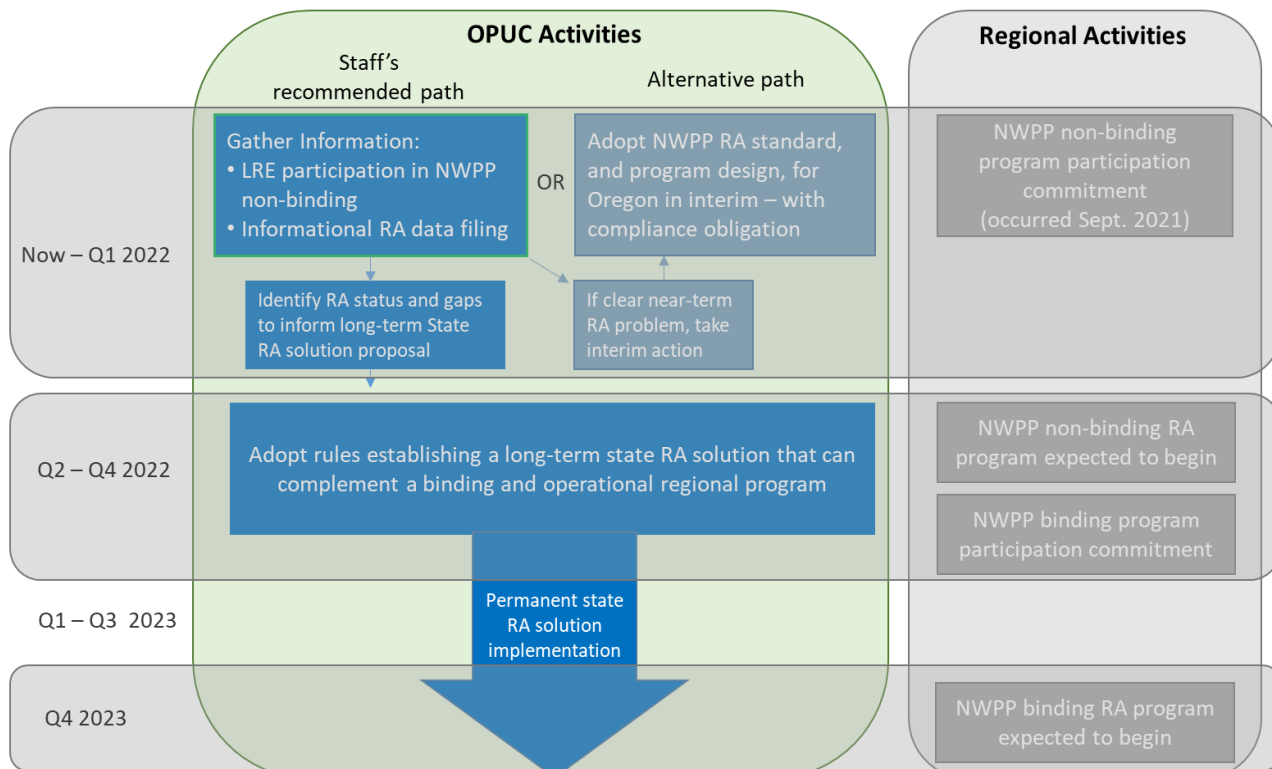 OPUC Activities
Regional Activities
Staff's
recommended path
Alternative path
Now – Q1 2022
Gather Information:
• LRE participation in NWPP
non-binding
• Informational RA data filing
OR
Adopt NWPP RA standard,
and program design, for
Oregon in interim – with
compliance obligation
NWPP non-binding
program participation
commitment
(occurred Sept. 2021)
Identify RA status and gaps
to inform long-term State
RA solution proposal
If clear near-term
RA problem, take
interim action
Q2 – Q4 2022
Adopt rules establishing a long-term state RA solution that can
complement a binding and operational regional program
NWPP non-binding RA
program expected to begin
NWPP binding program
participation commitment
Q1 – Q3  2023
Permanent state
RA solution
implementation
Q4 2023
NWPP binding RA program
expected to begin